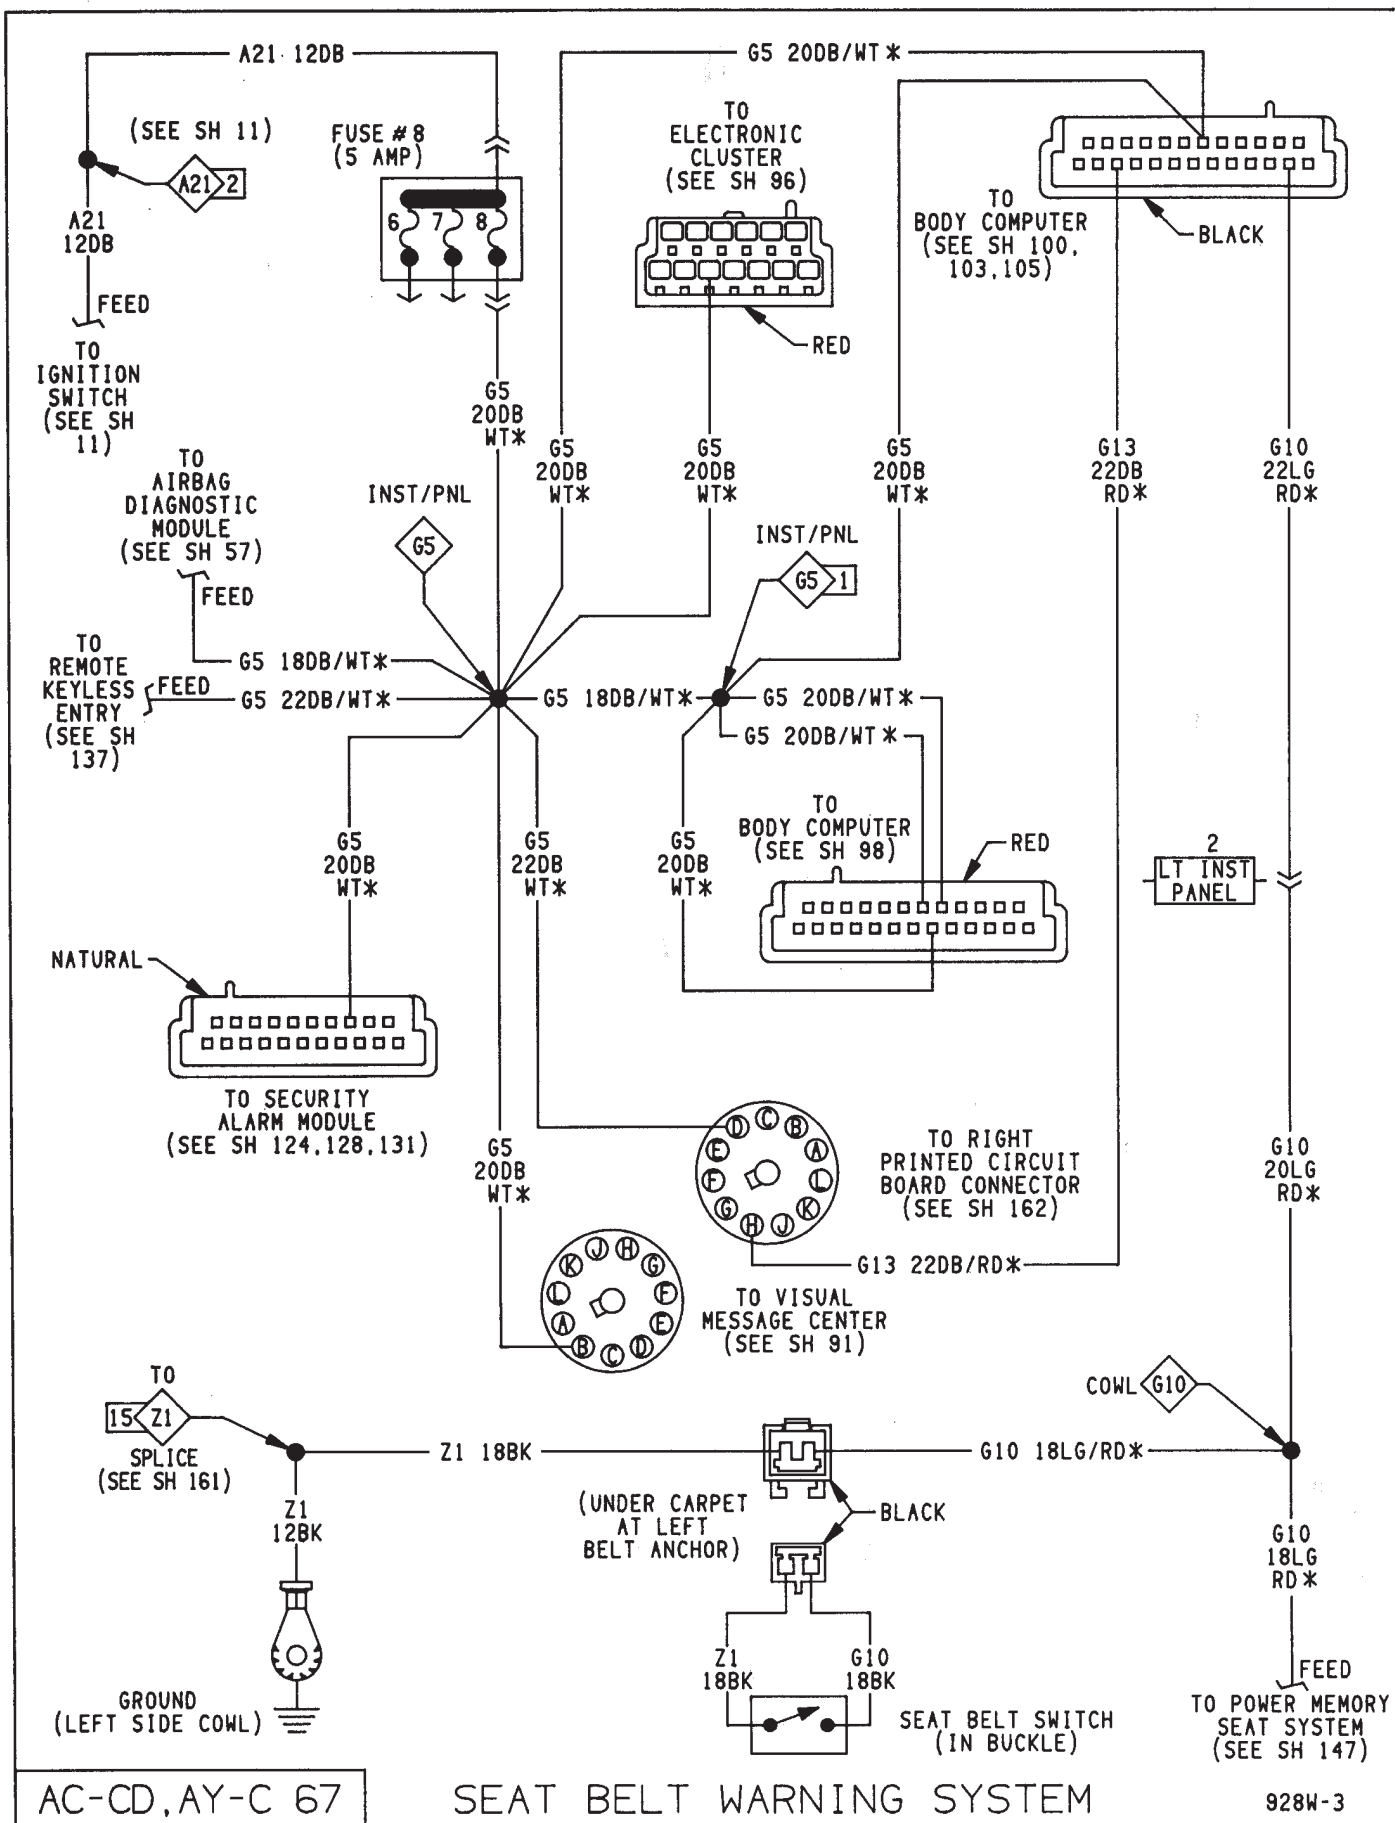 A21 12DB
G5 20DB/WT*
(SEE SH 11)
A21 2
FUSE #8
(5 AMP)
6 7 8
TO
ELECTRONIC
CLUSTER
(SEE SH 96)
RED
TO
BODY COMPUTER
(SEE SH 100,
103,105)
BLACK
A21
12DB
FEED
TO
IGNITION
SWITCH
(SEE SH
11)
G5
20DB
WT*
G5
20DB
WT*
G5
20DB
WT*
G5
20DB
WT*
G13
22DB
RD*
G10
22LG
RD*
TO
AIRBAG
DIAGNOSTIC
MODULE
(SEE SH 57)
FEED
INST/PNL
G5
INST/PNL
G5 1
TO
REMOTE
KEYLESS
ENTRY
(SEE SH
137)
FEED
G5 18DB/WT*
G5 22DB/WT*
G5 18DB/WT*
G5 20DB/WT*
G5 20DB/WT*
G5
20DB
WT*
G5
22DB
WT*
G5
20DB
WT*
TO
BODY COMPUTER
(SEE SH 98)
RED
2
LT INST
PANEL
NATURAL
TO SECURITY
ALARM MODULE
(SEE SH 124,128,131)
G5
20DB
WT*
D C B A L K J H G F E
TO RIGHT
PRINTED CIRCUIT
BOARD CONNECTOR
(SEE SH 162)
G10
20LG
RD*
G13 22DB/RD*
K J H G F E D C B A L
TO VISUAL
MESSAGE CENTER
(SEE SH 91)
COWL G10
TO
15 Z1
SPLICE
(SEE SH 161)
Z1 18BK
G10 18LG/RD*
Z1
12BK
(UNDER CARPET
AT LEFT
BELT ANCHOR)
BLACK
G10
18LG
RD*
Z1
18BK
G10
18BK
FEED
TO POWER MEMORY
SEAT SYSTEM
(SEE SH 147)
GROUND
(LEFT SIDE COWL)
SEAT BELT SWITCH
(IN BUCKLE)
AC-CD,AY-C 67
SEAT BELT WARNING SYSTEM
928W-3